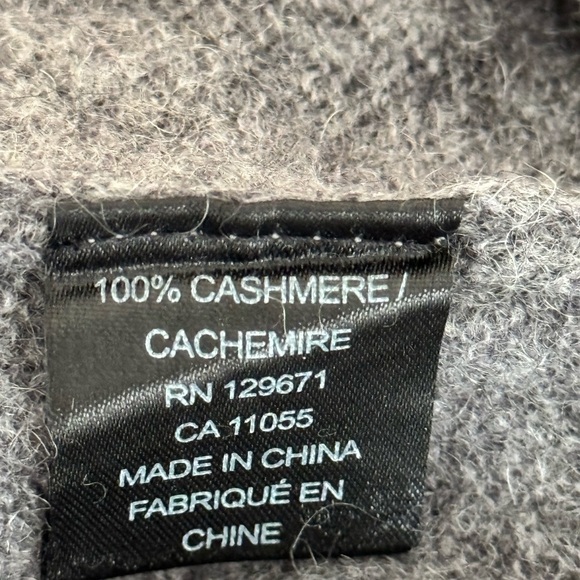 100% CASHMERE /
CACHEMIRE
RN 129671
CA 11055
MADE IN CHINA
FABRIQUÉ EN
CHINE